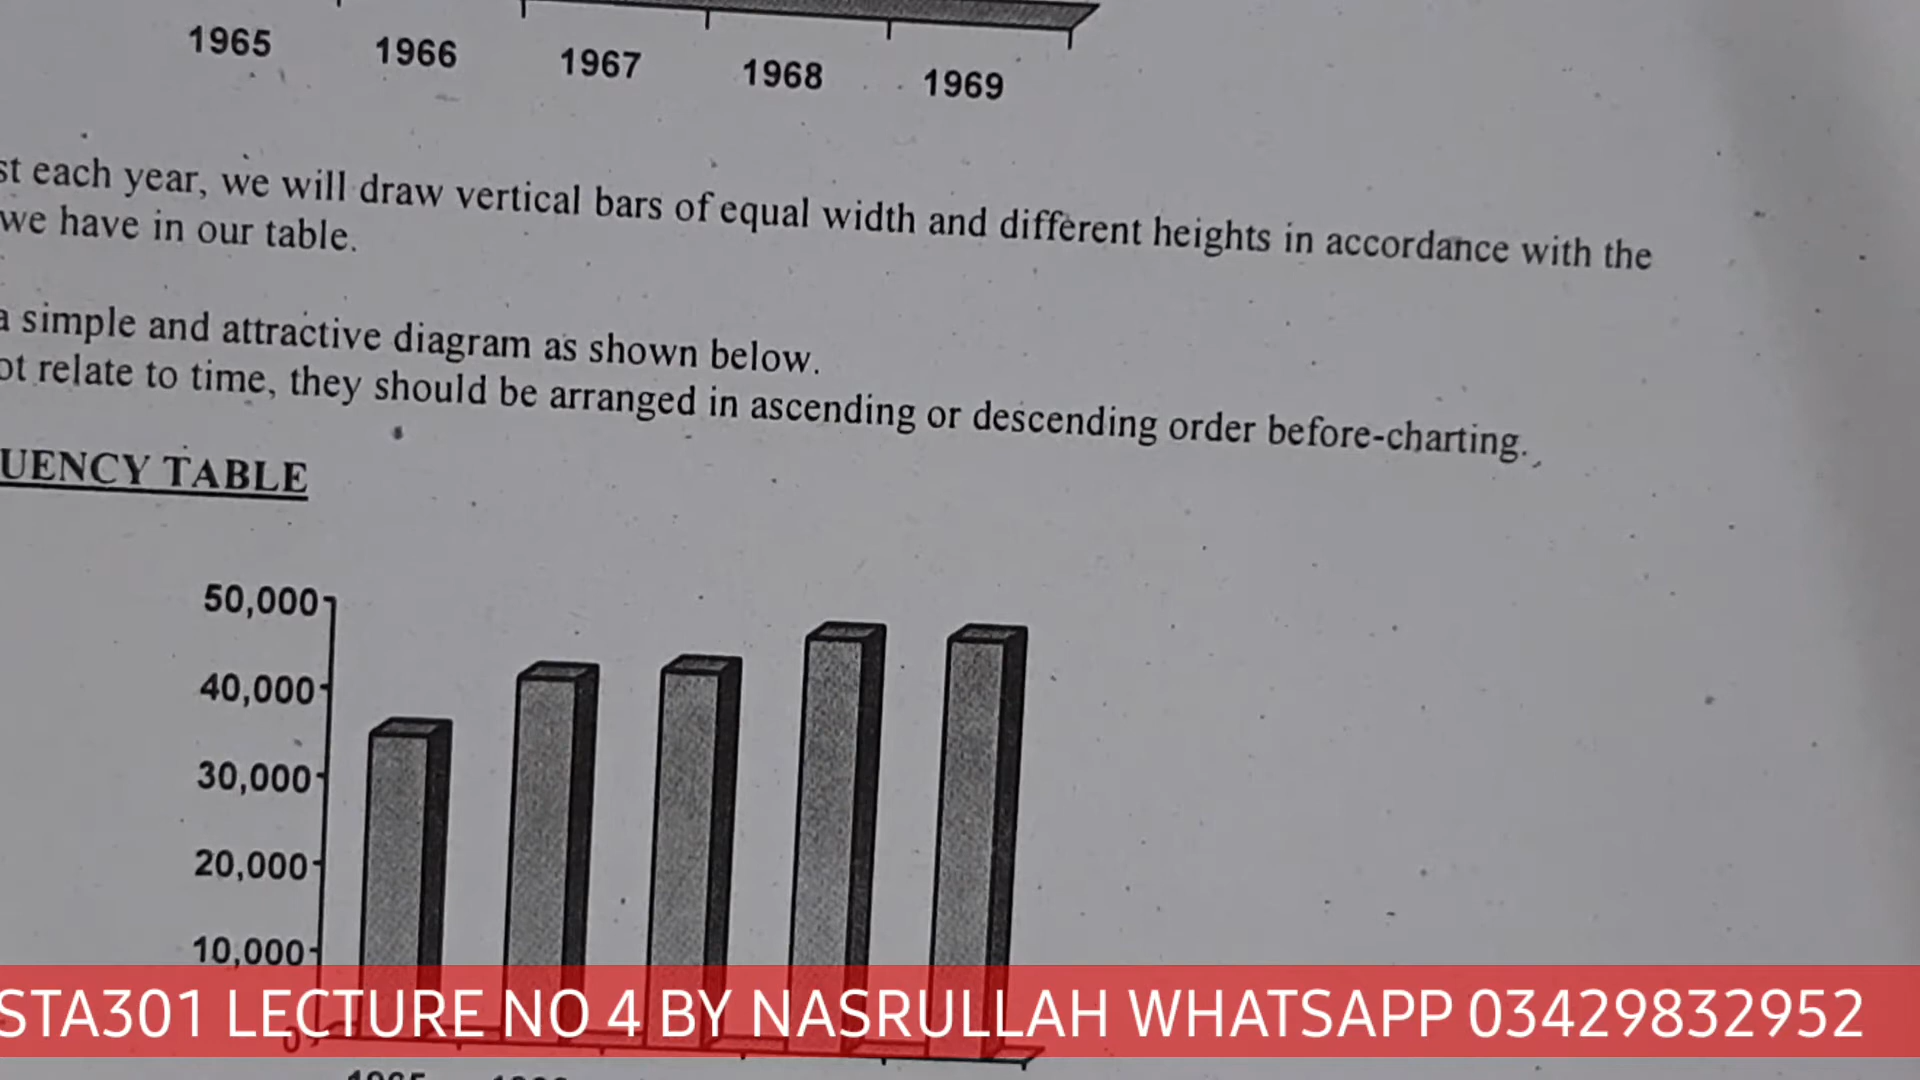 1965 1966 1967 1968 1969
each year, we will draw vertical bars of equal width and different heights in accordance with the
we have in our table.
a simple and attractive diagram as shown below.
relate to time, they should be arranged in ascending or descending order before-charting.
UENCY TABLE
50,000
40,000
30,000
20,000
10,000
0
STA301 LECTURE NO 4 BY NASRULLAH WHATSAPP 03429832952